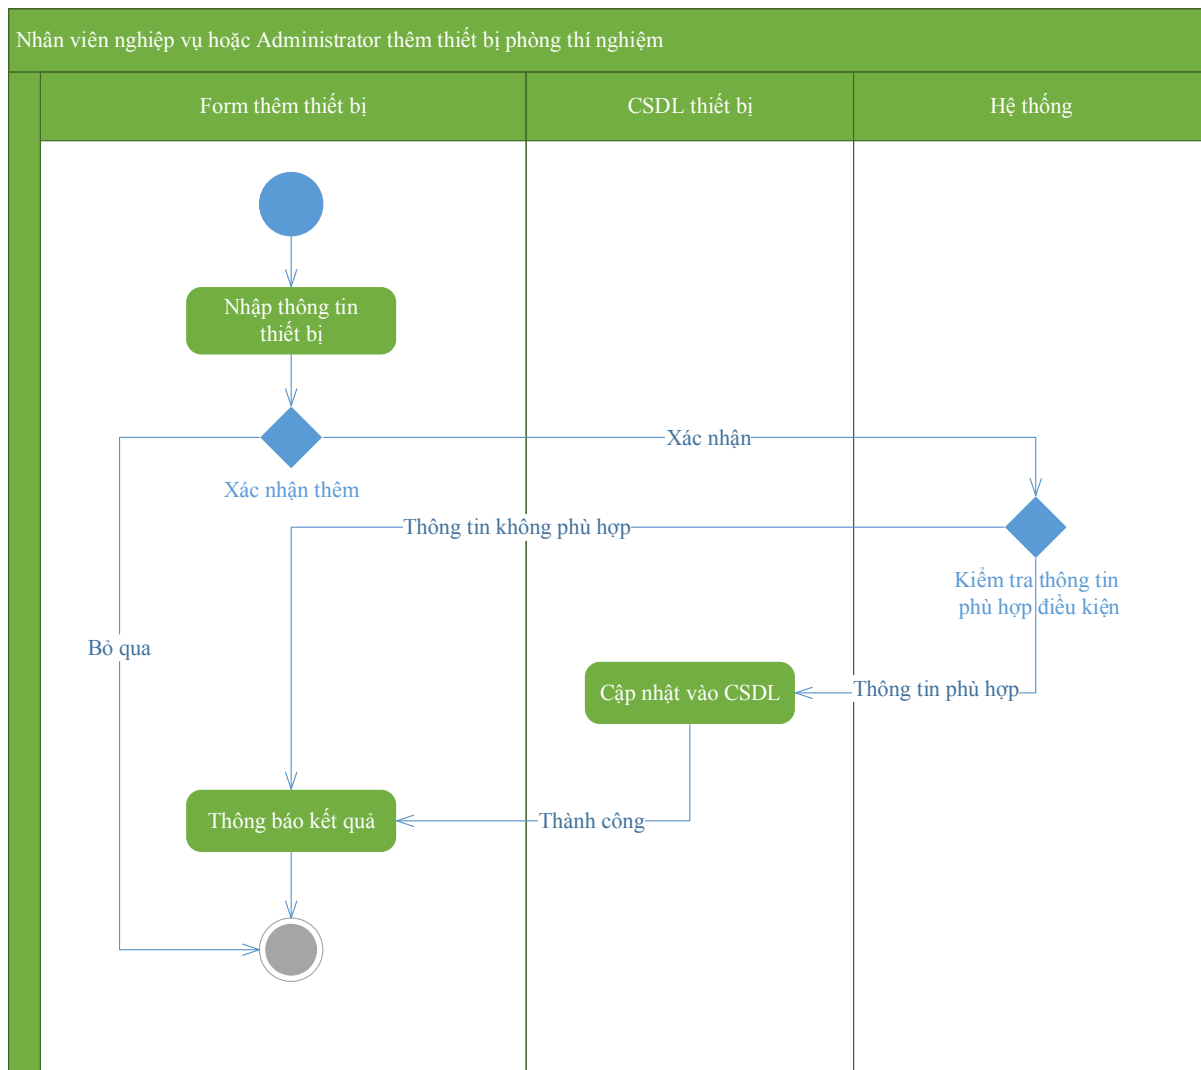 Nhân viên nghiệp vụ hoặc Administrator thêm thiết bị phòng thí nghiệm
Form thêm thiết bị
CSDL thiết bị
Hệ thống
Nhập thông tin
thiết bị
Xác nhận
Xác nhận thêm
Thông tin không phù hợp
Kiểm tra thông tin
phù hợp điều kiện
Bỏ qua
Cập nhật vào CSDL
Thông tin phù hợp
Thông báo kết quả
Thành công